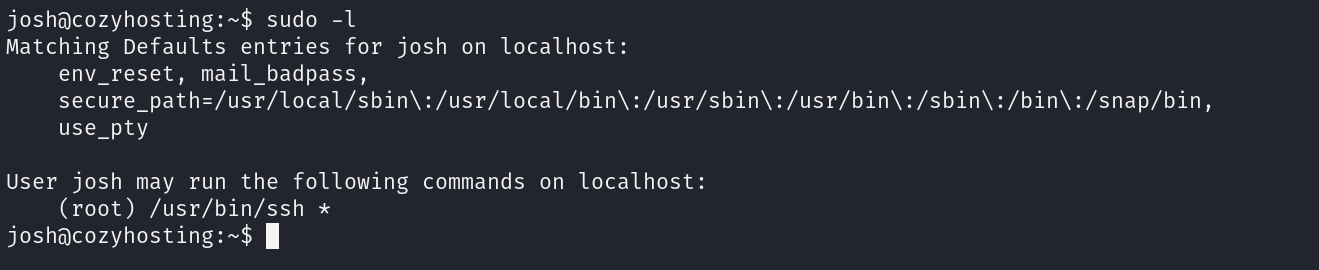 josh@cozyhosting:~$ sudo -l
Matching Defaults entries for josh on localhost:
    env_reset, mail_badpass,
    secure_path=/usr/local/sbin\:/usr/local/bin\:/usr/sbin\:/usr/bin\:/sbin\:/bin\:/snap/bin,
    use_pty

User josh may run the following commands on localhost:
    (root) /usr/bin/ssh *
josh@cozyhosting:~$